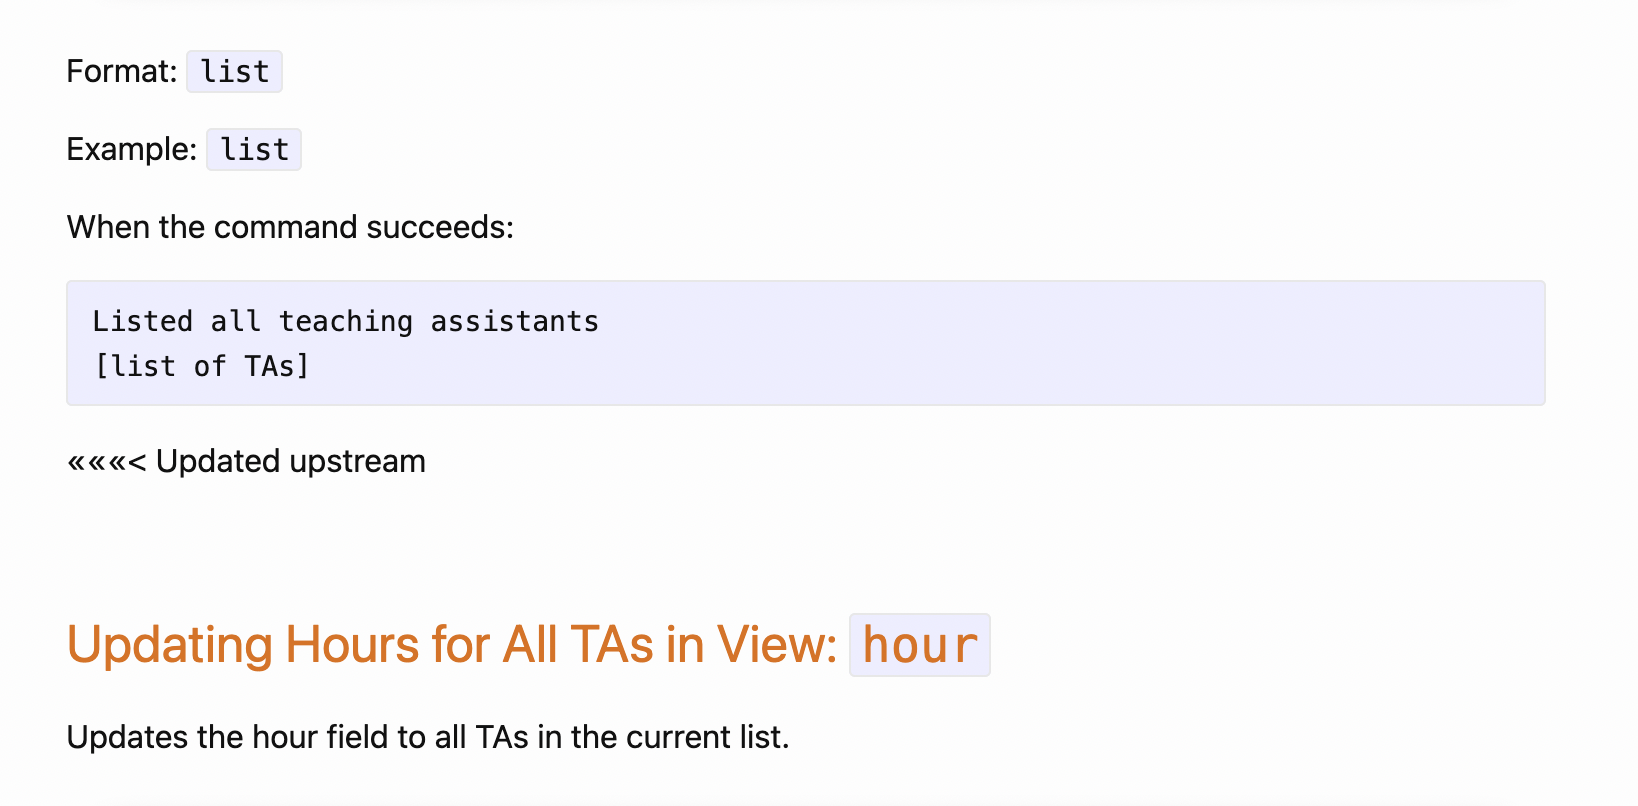 Format: list
Example: list
When the command succeeds:
Listed all teaching assistants
[list of TAs]
«««< Updated upstream
Updating Hours for All TAs in View: hour
Updates the hour field to all TAs in the current list.